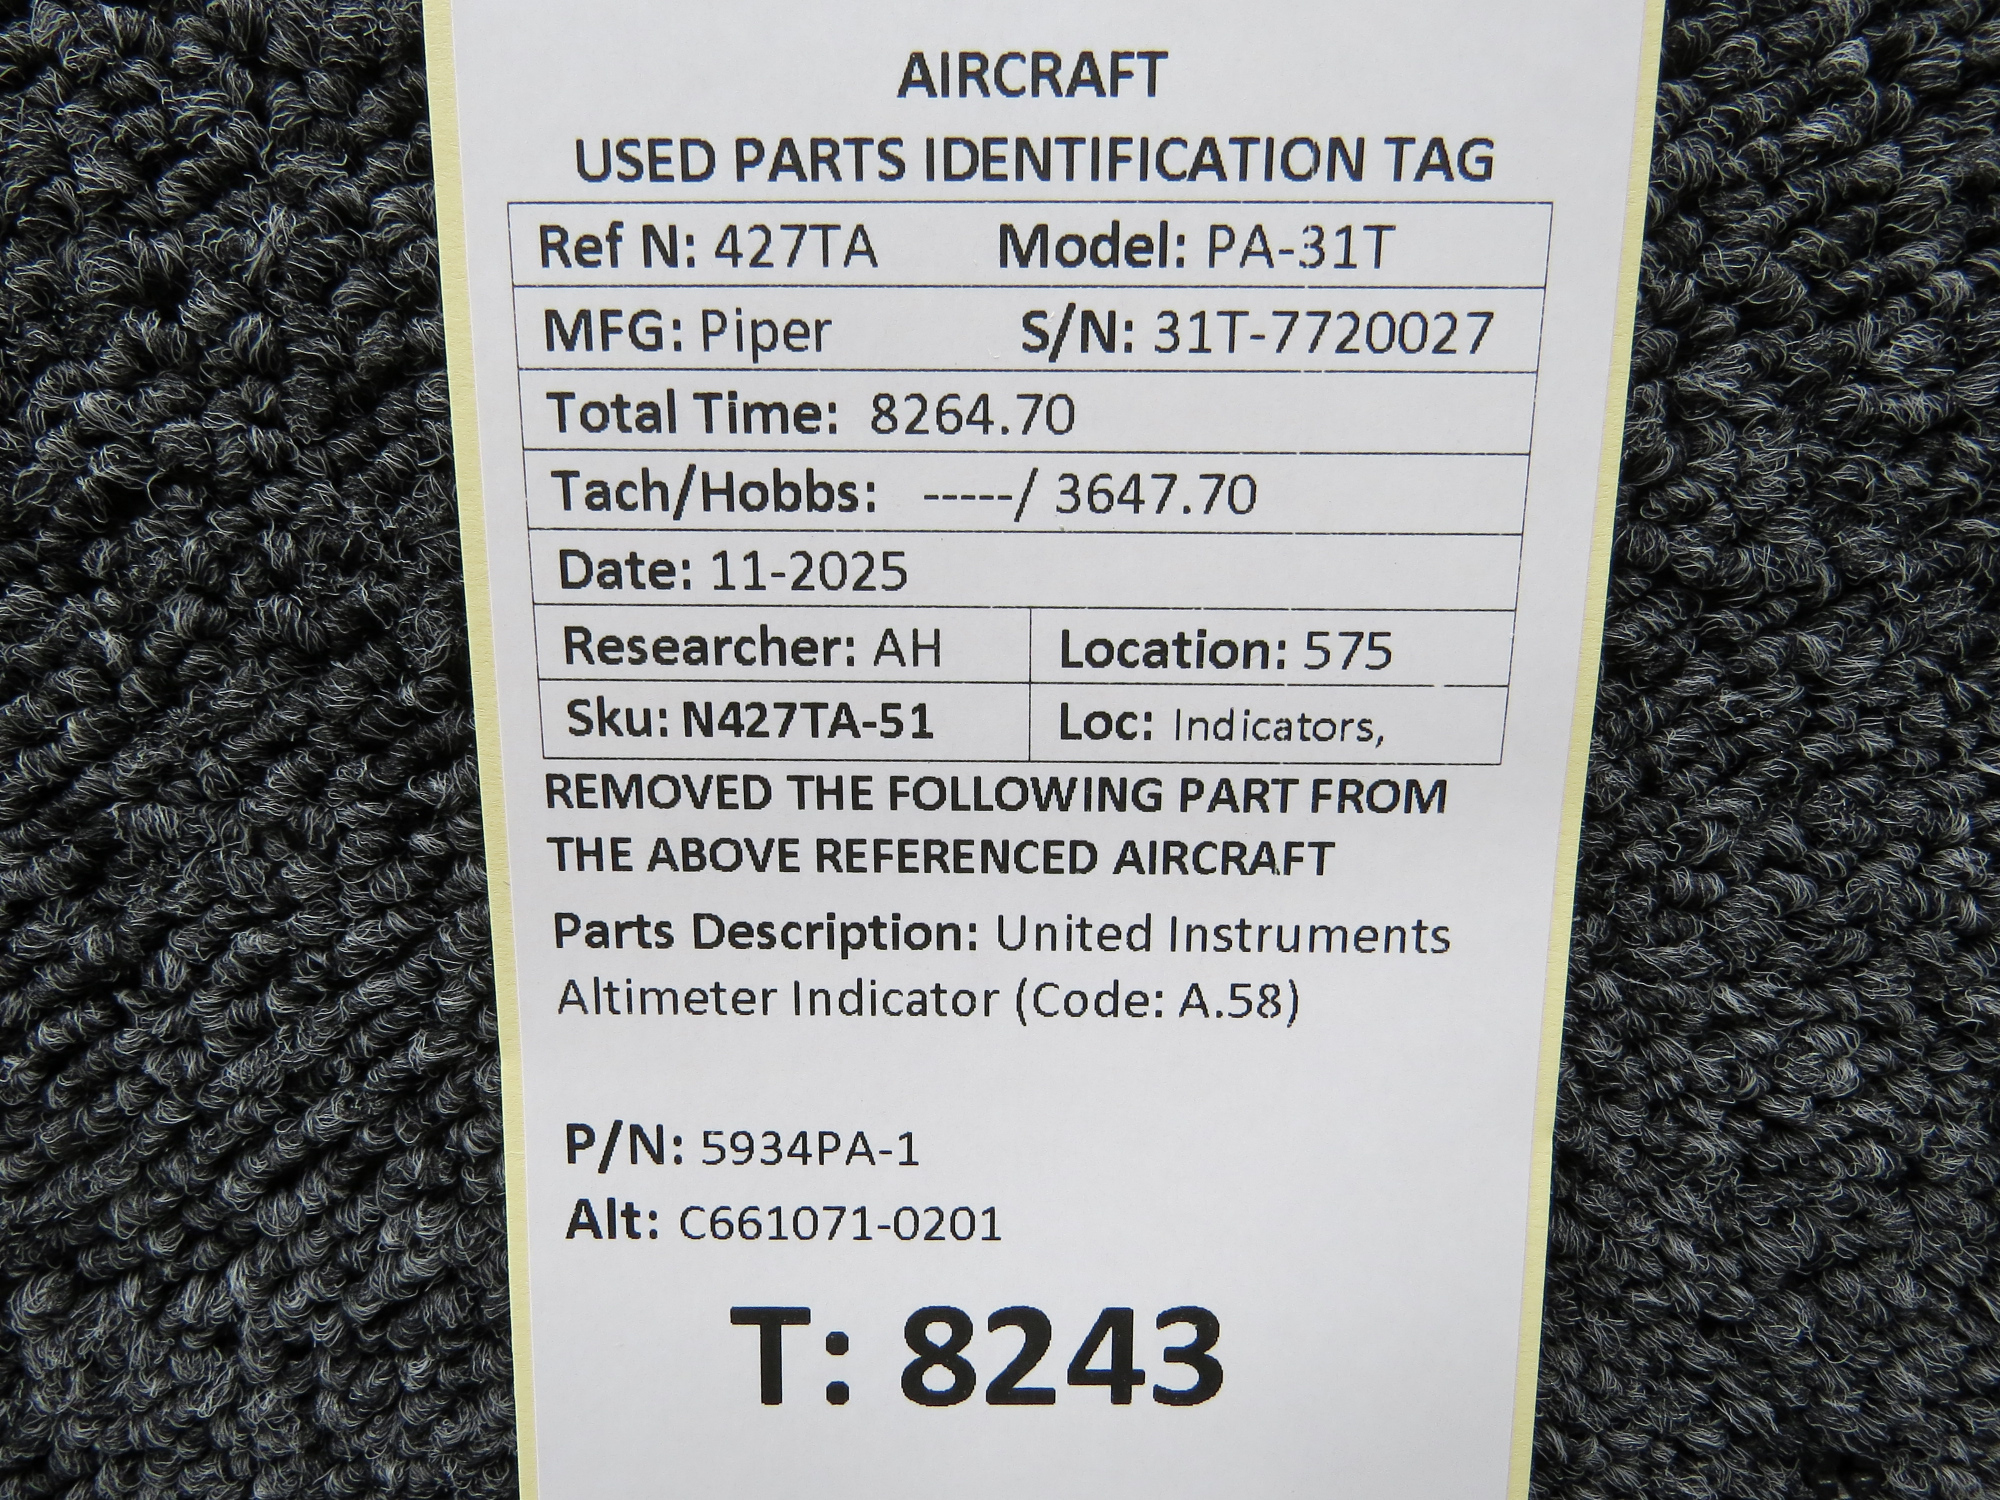 AIRCRAFT
USED PARTS IDENTIFICATION TAG
Ref N: 427TA Model: PA-31T
MFG: Piper S/N: 31T-7720027
Total Time: 8264.70
Tach/Hobbs: -----/ 3647.70
Date: 11-2025
Researcher: AH Location: 575
Sku: N427TA-51 Loc: Indicators,
REMOVED THE FOLLOWING PART FROM
THE ABOVE REFERENCED AIRCRAFT
Parts Description: United Instruments
Altimeter Indicator (Code: A.58)
P/N: 5934PA-1
Alt: C661071-0201
T: 8243